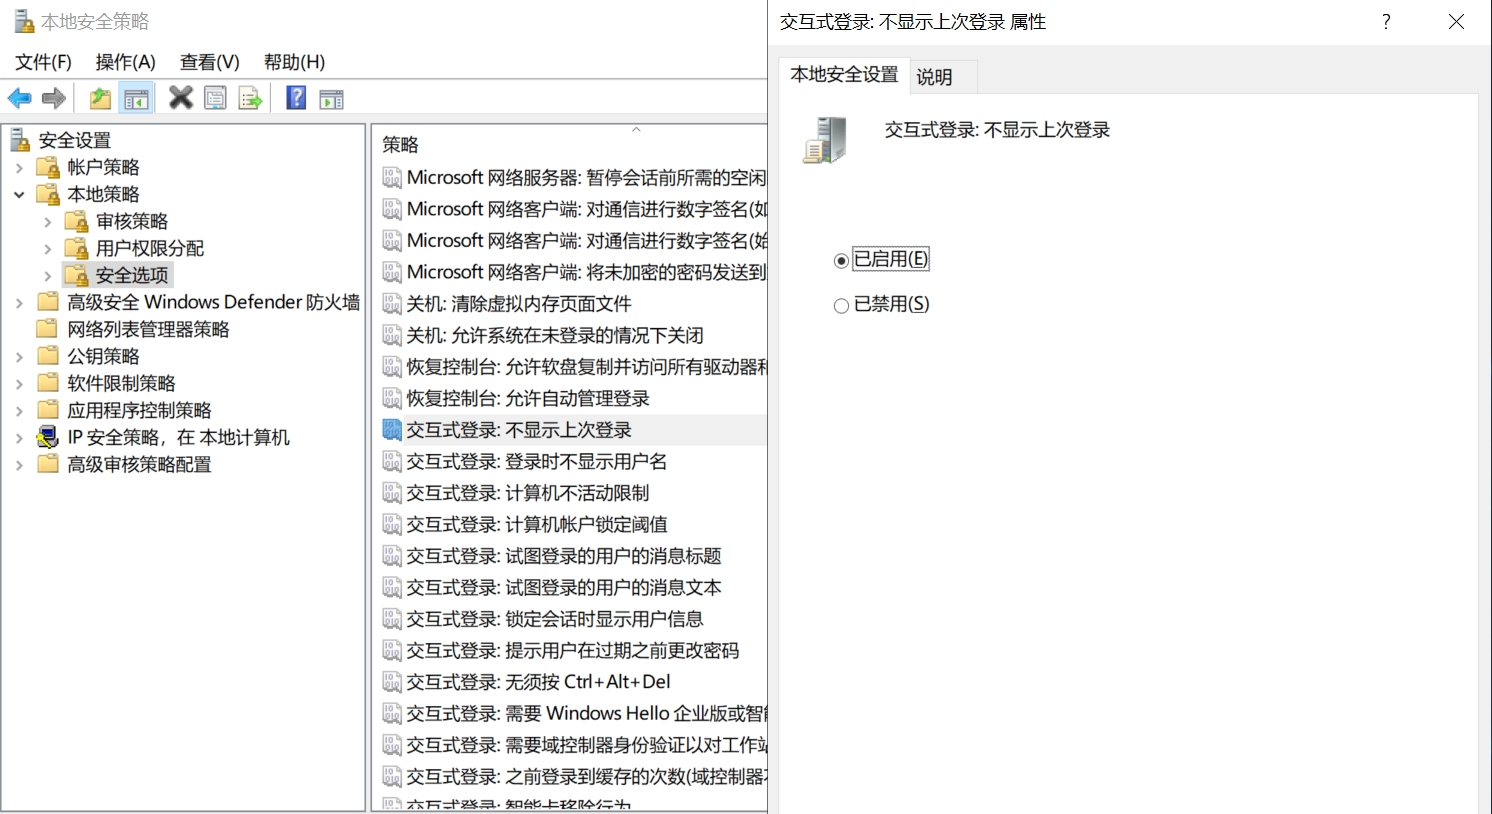 本地安全策略
文件(F) 操作(A) 查看(V) 帮助(H)
安全设置
帐户策略
本地策略
审核策略
用户权限分配
安全选项
高级安全 Windows Defender 防火墙
网络列表管理器策略
公钥策略
软件限制策略
应用程序控制策略
IP 安全策略，在 本地计算机
高级审核策略配置
策略
Microsoft 网络服务器: 暂停会话前所需的空闲
Microsoft 网络客户端: 对通信进行数字签名(如
Microsoft 网络客户端: 对通信进行数字签名(始
Microsoft 网络客户端: 将未加密的密码发送到
关机: 清除虚拟内存页面文件
关机: 允许系统在未登录的情况下关闭
恢复控制台: 允许软盘复制并访问所有驱动器和
恢复控制台: 允许自动管理登录
交互式登录: 不显示上次登录
交互式登录: 登录时不显示用户名
交互式登录: 计算机不活动限制
交互式登录: 计算机帐户锁定阈值
交互式登录: 试图登录的用户的消息标题
交互式登录: 试图登录的用户的消息文本
交互式登录: 锁定会话时显示用户信息
交互式登录: 提示用户在过期之前更改密码
交互式登录: 无须按 Ctrl+Alt+Del
交互式登录: 需要 Windows Hello 企业版或智能
交互式登录: 需要域控制器身份验证以对工作站
交互式登录: 之前登录到缓存的次数(域控制器不
交互式登录: 智能卡移除行为
交互式登录: 不显示上次登录 属性
?
本地安全设置 说明
交互式登录: 不显示上次登录
已启用(E)
已禁用(S)